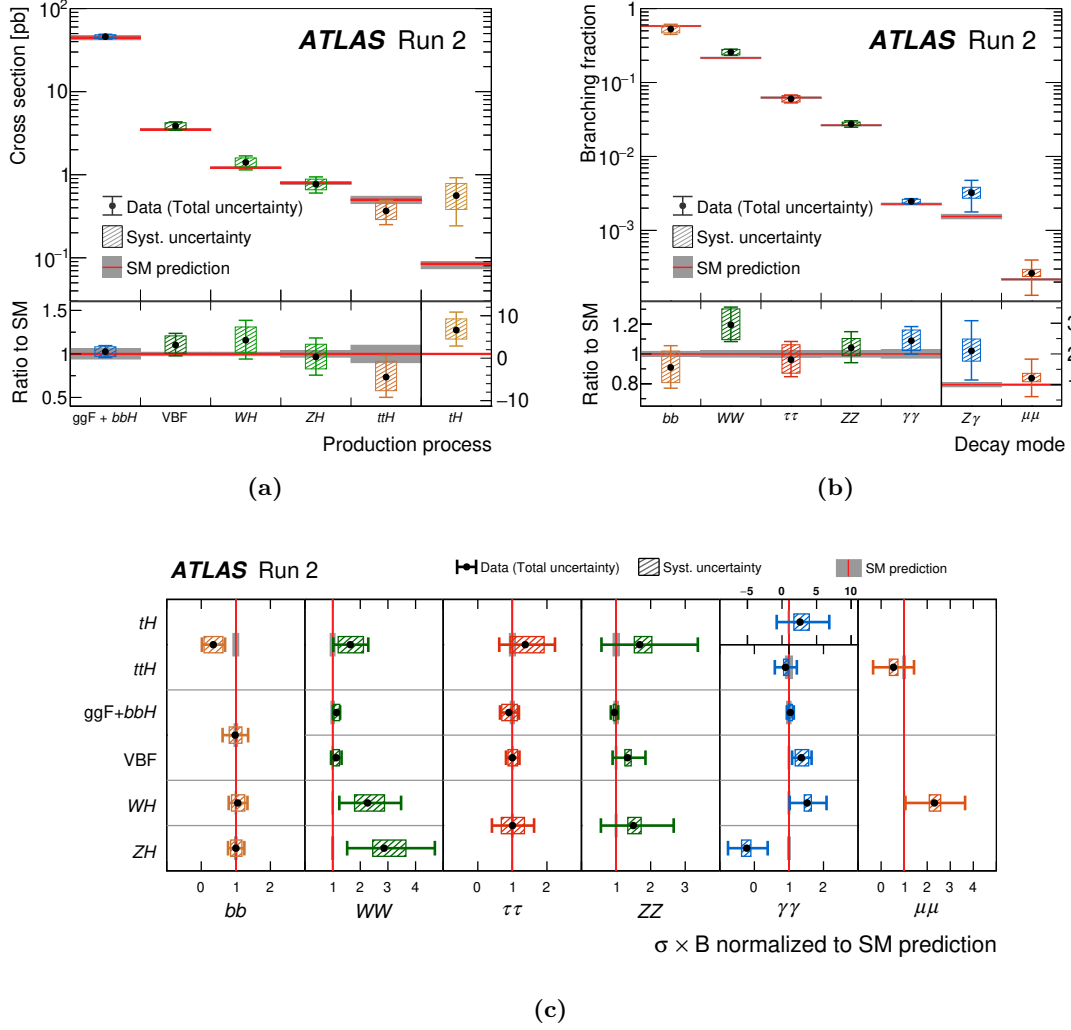 Cross section [pb]
10²
10
1
10⁻¹
ATLAS Run 2
Data (Total uncertainty)
Syst. uncertainty
SM prediction
Ratio to SM
1.5
1
0.5
10
0
−10
ggF + bbH VBF WH ZH ttH tH
Production process
(a)
Branching fraction
1
10⁻¹
10⁻²
10⁻³
ATLAS Run 2
Data (Total uncertainty)
Syst. uncertainty
SM prediction
Ratio to SM
1.2
1
0.8
3
2
bb WW ττ ZZ γγ Zγ μμ
Decay mode
(b)
ATLAS Run 2
Data (Total uncertainty) Syst. uncertainty SM prediction
−5 0 5 10
tH
ttH
ggF+bbH
VBF
WH
ZH
0 1 2 0 1 2 3 4 0 1 2 0 1 2 3 0 1 2 0 1 2 3 4
bb WW ττ ZZ γγ μμ
σ × B normalized to SM prediction
(c)